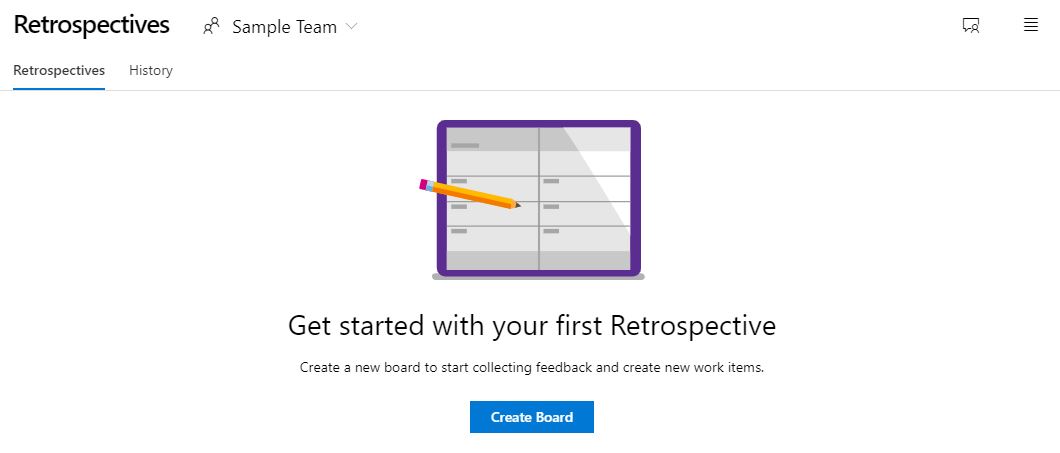 Retrospectives Sample Team
Retrospectives History
Get started with your first Retrospective
Create a new board to start collecting feedback and create new work items.
Create Board